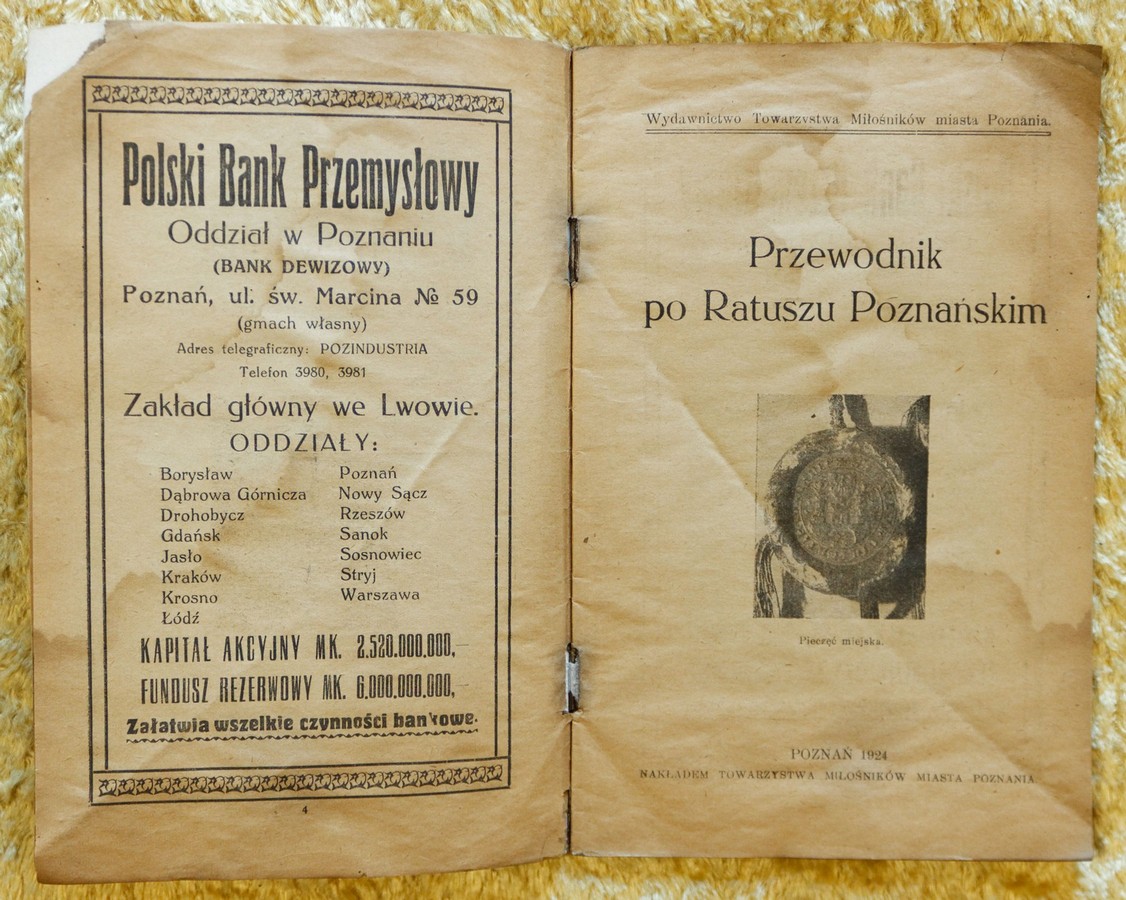 Polski Bank Przemysłowy
Oddział w Poznaniu
(BANK DEWIZOWY)
Poznań, ul. św. Marcina № 59
(gmach własny)
Adres telegraficzny: POZINDUSTRIA
Telefon 3980, 3981
Zakład główny we Lwowie.
ODDZIAŁY:
Borysław
Dąbrowa Górnicza
Drohobycz
Gdańsk
Jasło
Kraków
Krosno
Łódź
Poznań
Nowy Sącz
Rzeszów
Sanok
Sosnowiec
Stryj
Warszawa
KAPITAŁ AKCYJNY MK. 2.520.000.000,—
FUNDUSZ REZERWOWY MK. 6.000.000.000,—
Załatwia wszelkie czynności bankowe.
4
Wydawnictwo Towarzystwa Miłośników miasta Poznania.
Przewodnik
po Ratuszu Poznańskim
Pieczęć miejska.
POZNAŃ 1924
NAKŁADEM TOWARZYSTWA MIŁOŚNIKÓW MIASTA POZNANIA